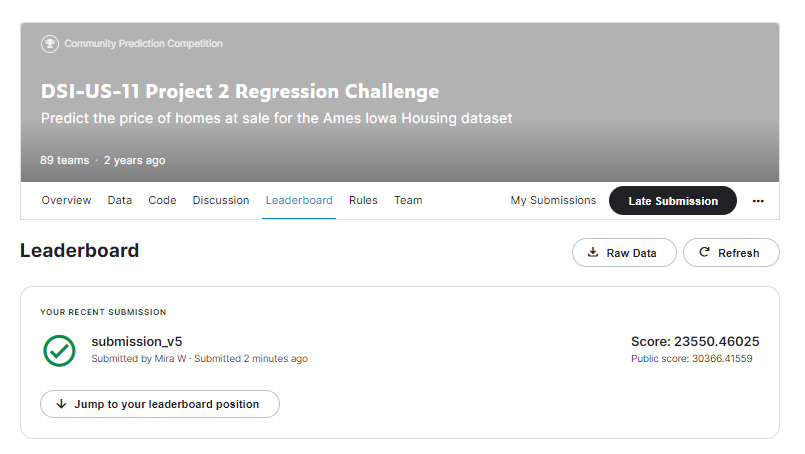 Community Prediction Competition
DSI-US-11 Project 2 Regression Challenge
Predict the price of homes at sale for the Ames Iowa Housing dataset
89 teams · 2 years ago
Overview Data Code Discussion Leaderboard Rules Team My Submissions Late Submission ...
Leaderboard Raw Data Refresh
YOUR RECENT SUBMISSION
submission_v5 Score: 23550.46025
Submitted by Mira W · Submitted 2 minutes ago Public score: 30366.41559
Jump to your leaderboard position